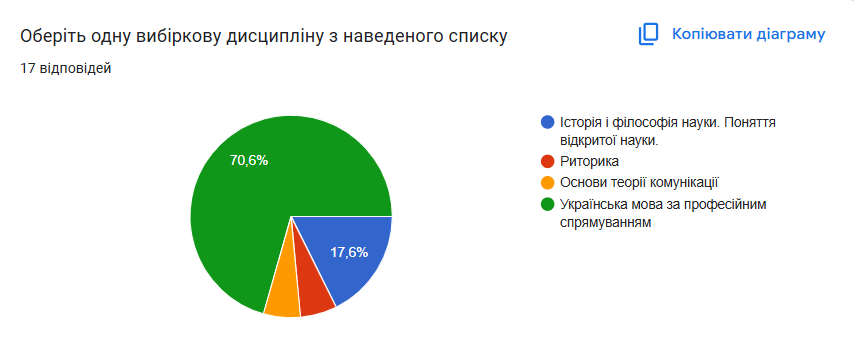 Оберіть одну вибіркову дисципліну з наведеного списку
Копіювати діаграму
17 відповідей
70,6%
17,6%
Історія і філософія науки. Поняття
відкритої науки.
Риторика
Основи теорії комунікації
Українська мова за професійним
спрямуванням